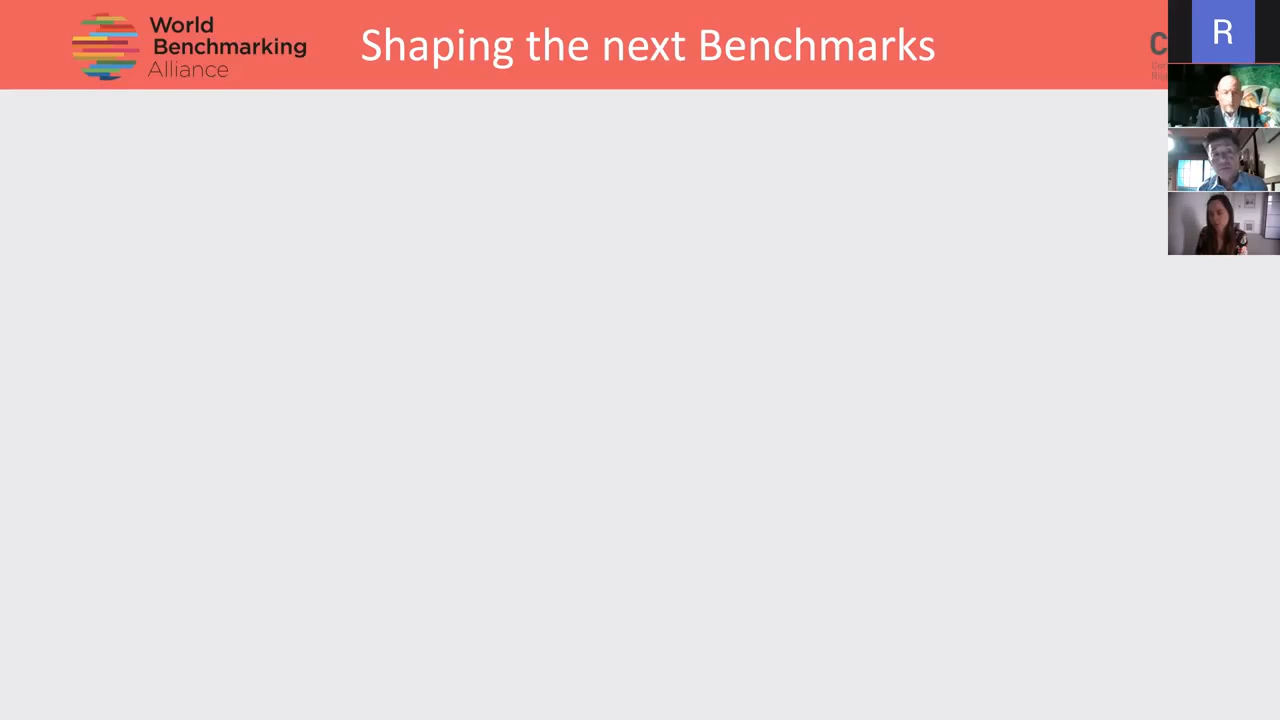 World
Benchmarking
Alliance
Shaping the next Benchmarks
C
R